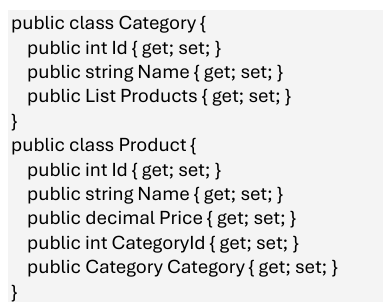 public class Category {
public int Id { get; set; }
public string Name { get; set; }
public List Products { get; set; }
}
public class Product {
public int Id { get; set; }
public string Name { get; set; }
public decimal Price { get; set; }
public int CategoryId { get; set; }
public Category Category { get; set; }
}